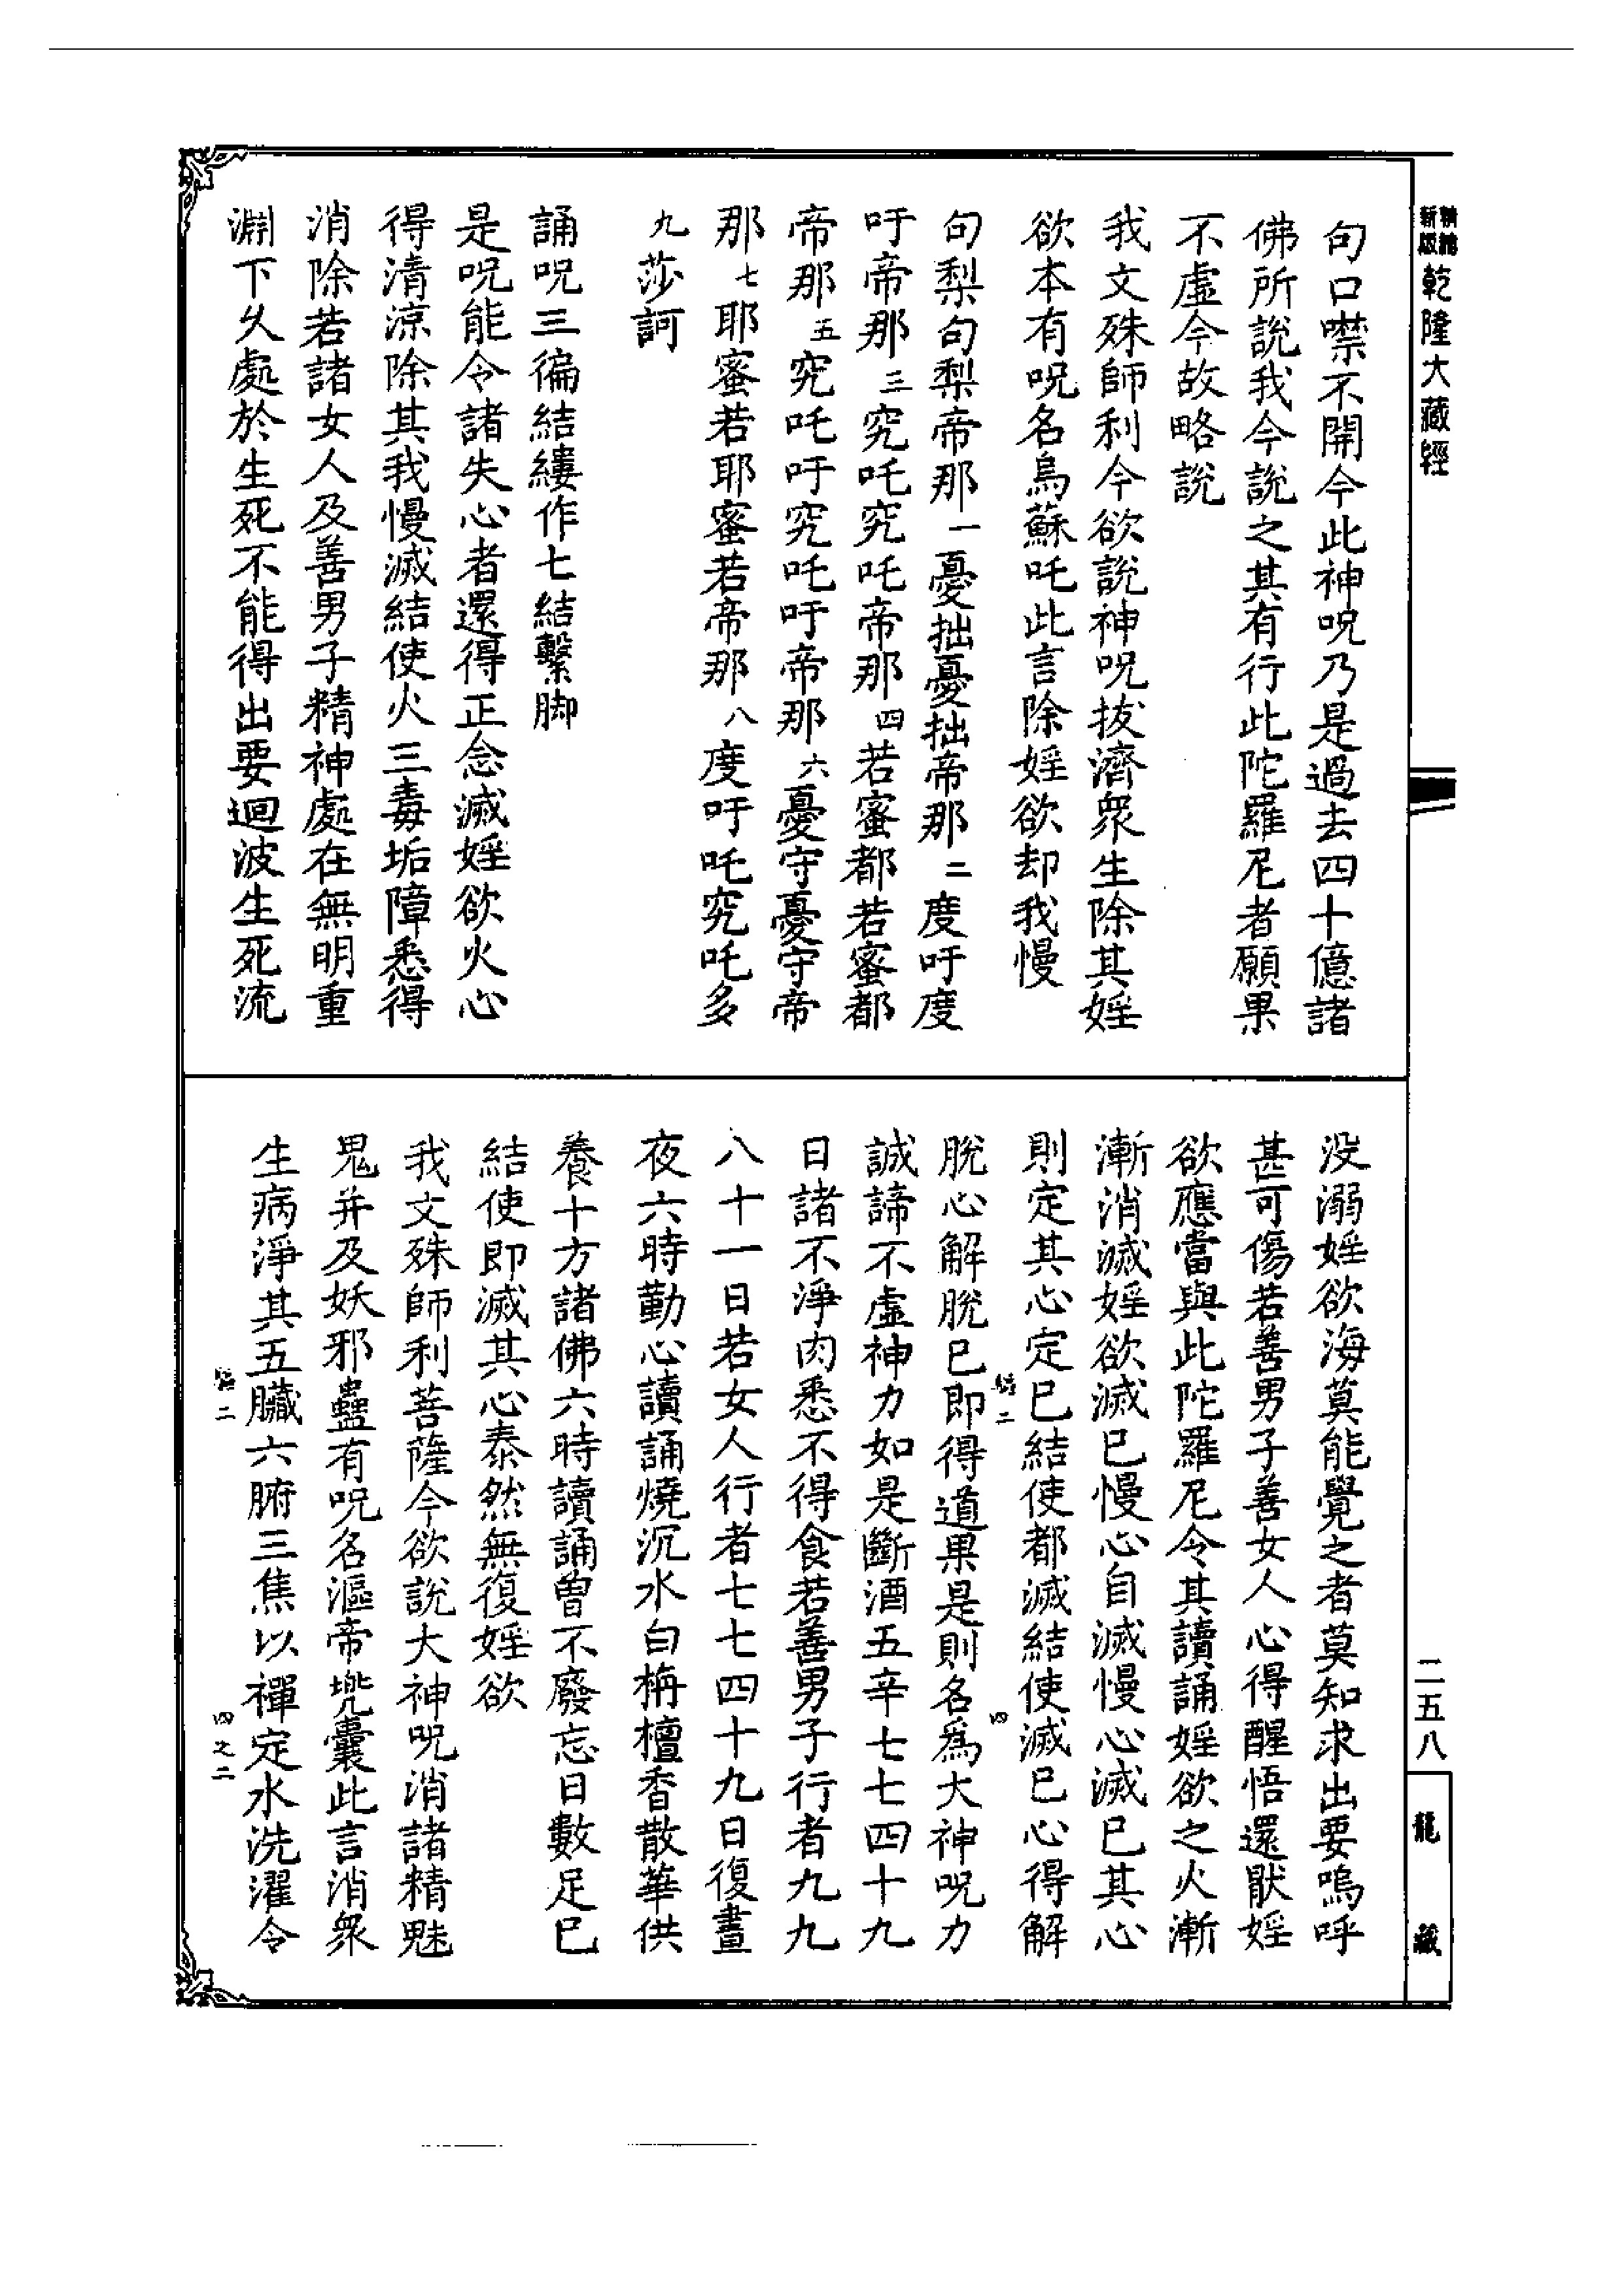 精繪
新版
乾隆大藏經
句口噤不開今此神呪乃是過去四十億諸
佛所說我今說之其有行此陀羅尼者願果
不虛今故略說
我文殊師利今欲說神呪拔濟衆生除其婬
欲本有呪名烏蘇吒此言除婬欲却我慢
句梨句梨帝那一憂拙憂拙帝那二度吁度
吁帝那三究吒究吒帝那四若蜜都若蜜都
帝那五究吒吁究吒吁帝那六憂守憂守帝
那七耶蜜若耶蜜若帝那八度吁吒究吒多
九莎訶
誦呪三徧結縷作七結繫脚
是呪能令諸失心者還得正念滅婬欲火心
得清涼除其我慢滅結使火三毒垢障悉得
消除若諸女人及善男子精神處在無明重
淵下久處於生死不能得出要迴波生死流
没溺婬欲海莫能覺之者莫知求出要嗚呼
甚可傷若善男子善女人心得醒悟還猒婬
欲應當與此陀羅尼令其讀誦婬欲之火漸
漸消滅婬欲滅已慢心自滅慢心滅已其心
則定其心定已結使都滅結使滅已心得解
二
四
脫心解脫已即得道果是則名爲大神呪力
誠諦不虛神力如是斷酒五辛七七四十九
日諸不淨肉悉不得食若善男子行者九九
八十一日若女人行者七七四十九日復晝
夜六時勤心讀誦燒沉水白栴檀香散華供
養十方諸佛六時讀誦曾不廢忘日數足已
結使即滅其心泰然無復婬欲
我文殊師利菩薩今欲說大神呪消諸精魅
鬼并及妖邪蠱有呪名漚帝兠囊此言消衆
生病淨其五臟六腑三焦以禪定水洗濯令
二
四之二
二五八
龍藏